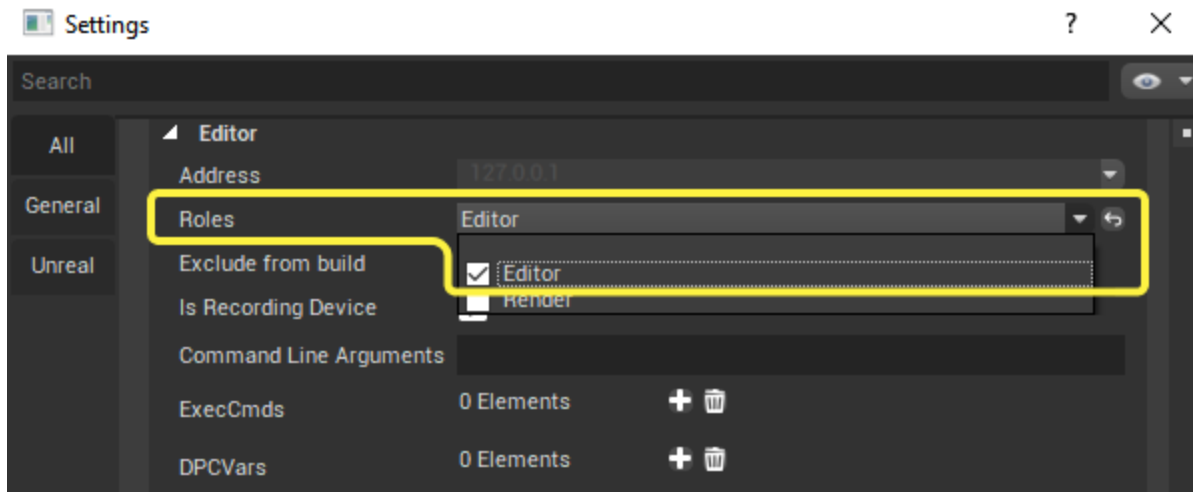 Settings
?
Search
All
General
Unreal
Editor
Address 127.0.0.1
Roles Editor
Editor
Exclude from build
Render
Is Recording Device
Command Line Arguments
ExecCmds 0 Elements
DPCVars 0 Elements